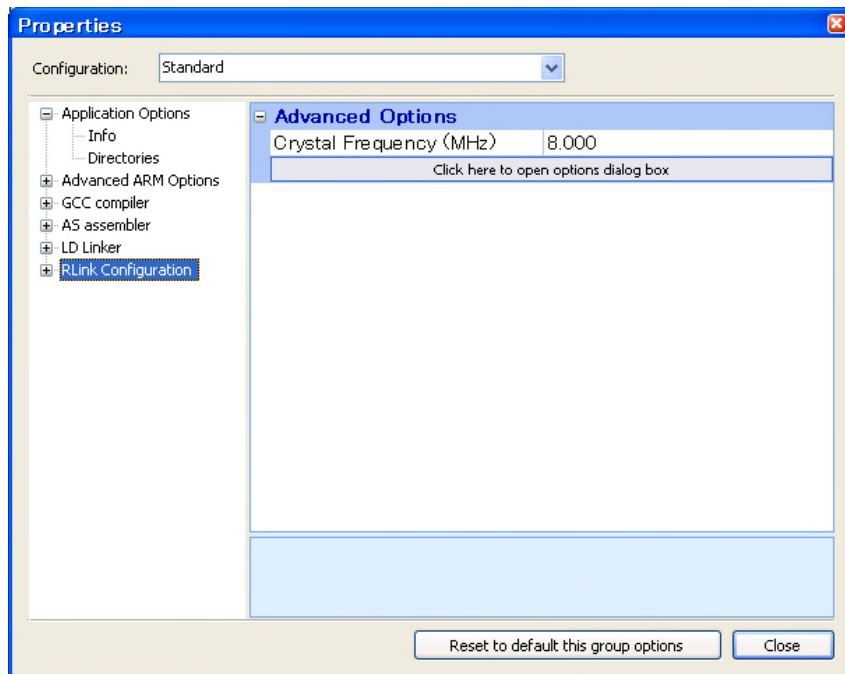 Properties
Configuration:
Standard
Application Options
Info
Directories
Advanced ARM Options
GCC compiler
AS assembler
LD Linker
RLink Configuration
Advanced Options
Crystal Frequency (MHz) 8.000
Click here to open options dialog box
Reset to default this group options
Close